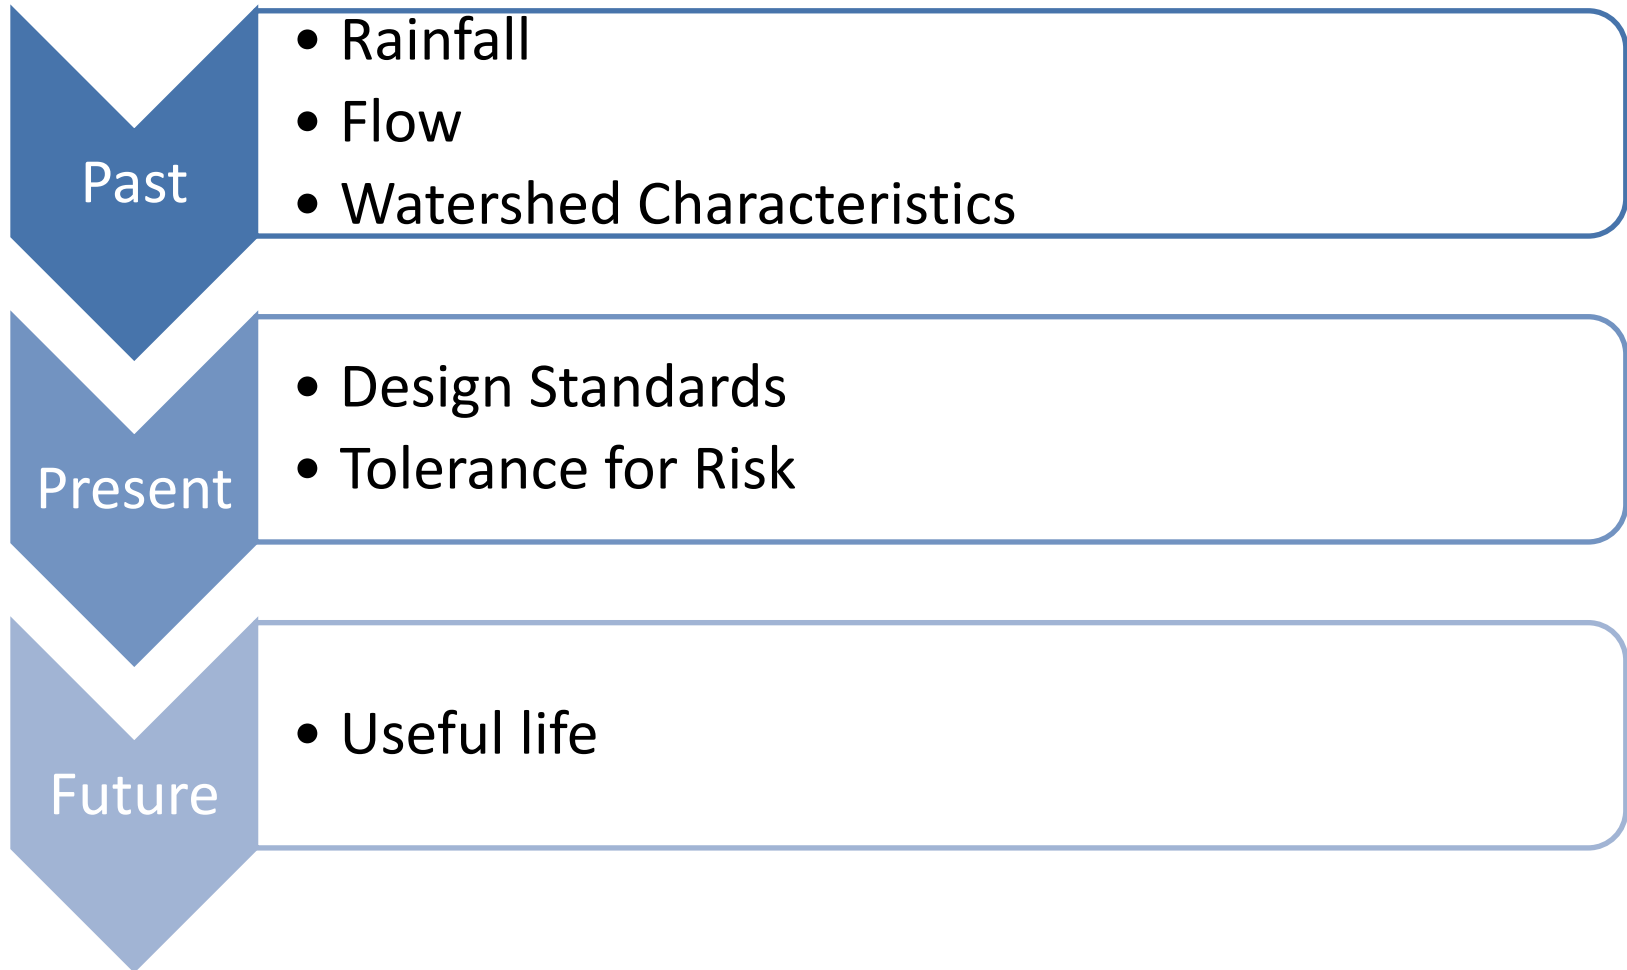 Past
• Rainfall
• Flow
• Watershed Characteristics
Present
• Design Standards
• Tolerance for Risk
Future
• Useful life